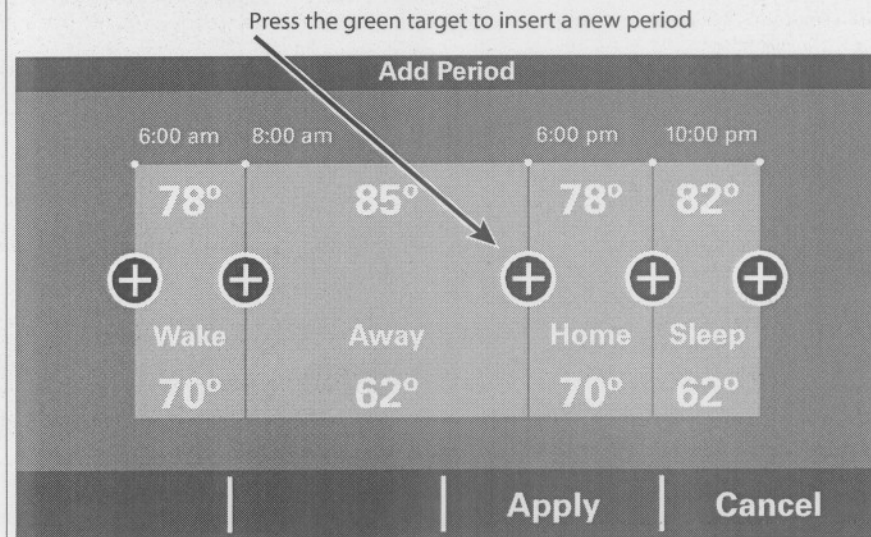 Press the green target to insert a new period
Add Period
6:00 am 8:00 am 6:00 pm 10:00 pm
78° 85° 78° 82°
Wake Away Home Sleep
70° 62° 70° 62°
Apply Cancel